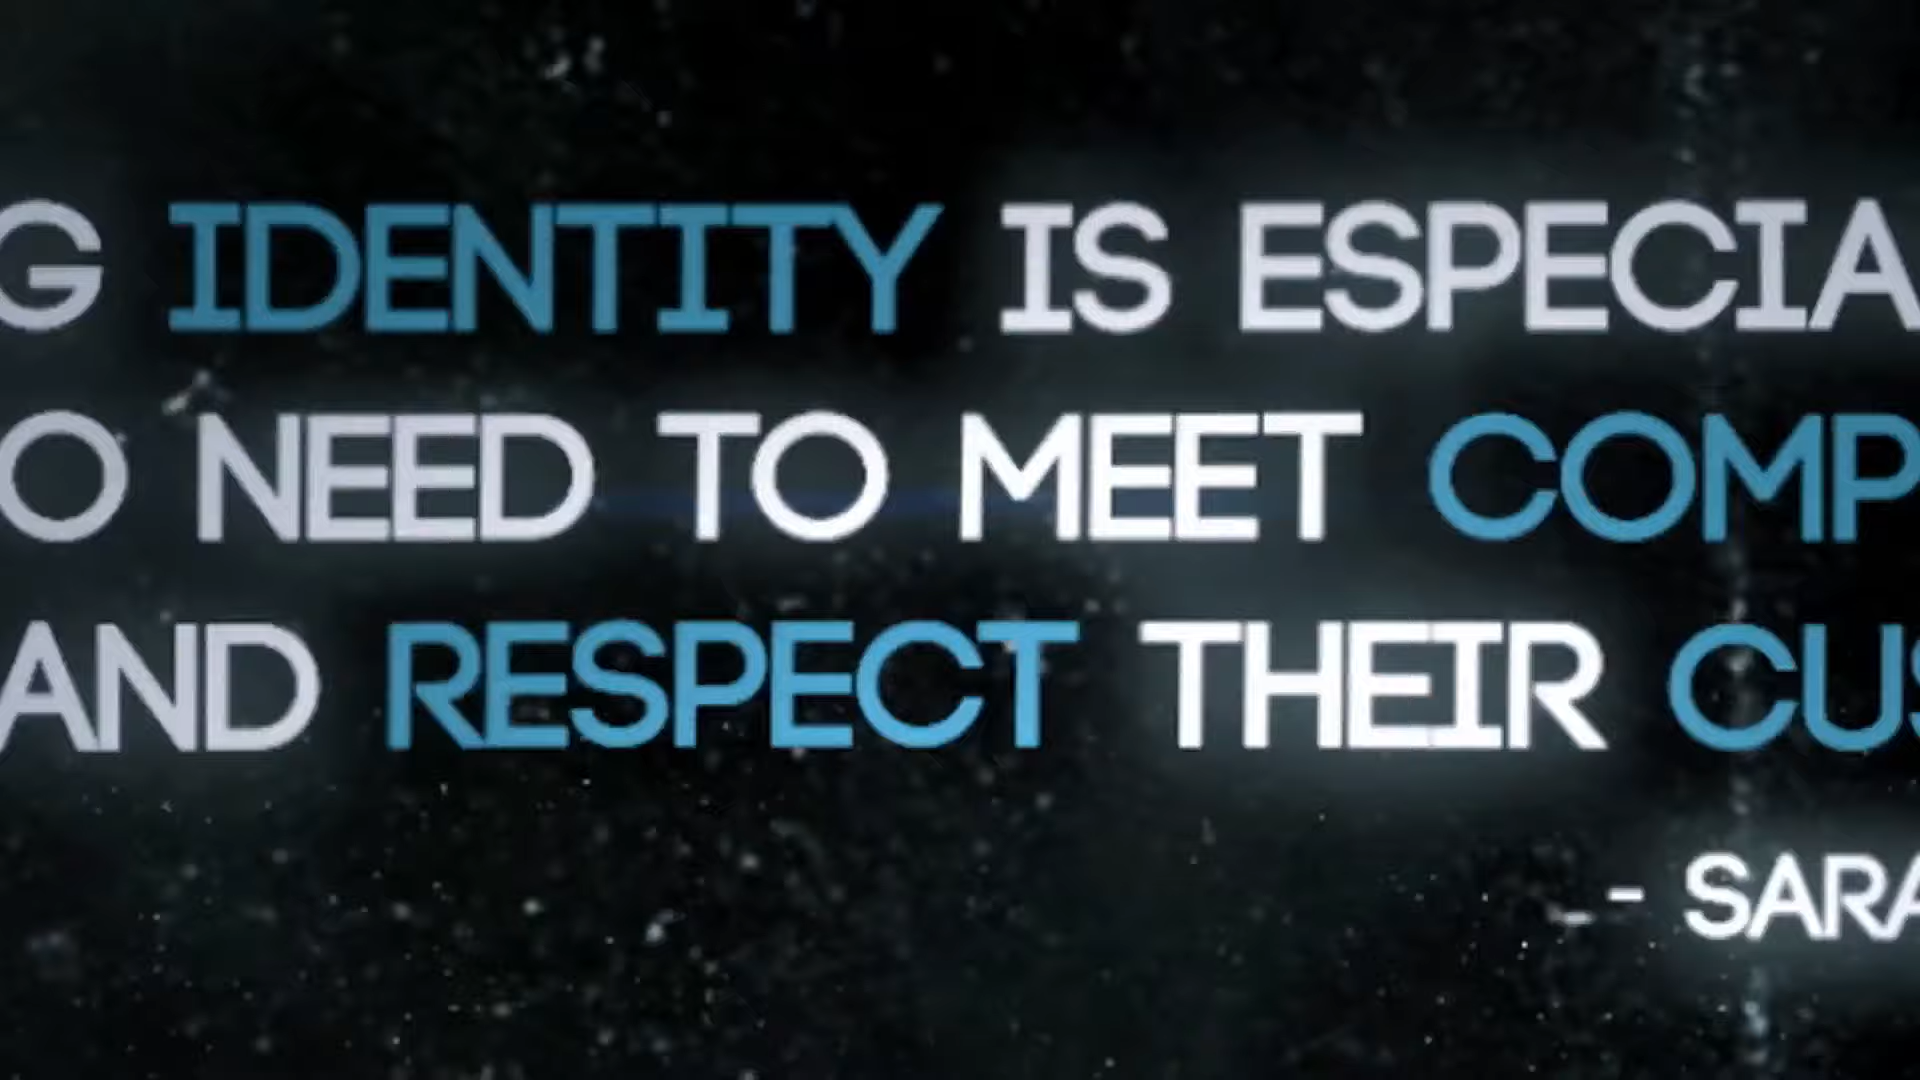 G IDENTITY IS ESPECIA
O NEED TO MEET COMP
AND RESPECT THEIR CUS
- SARA